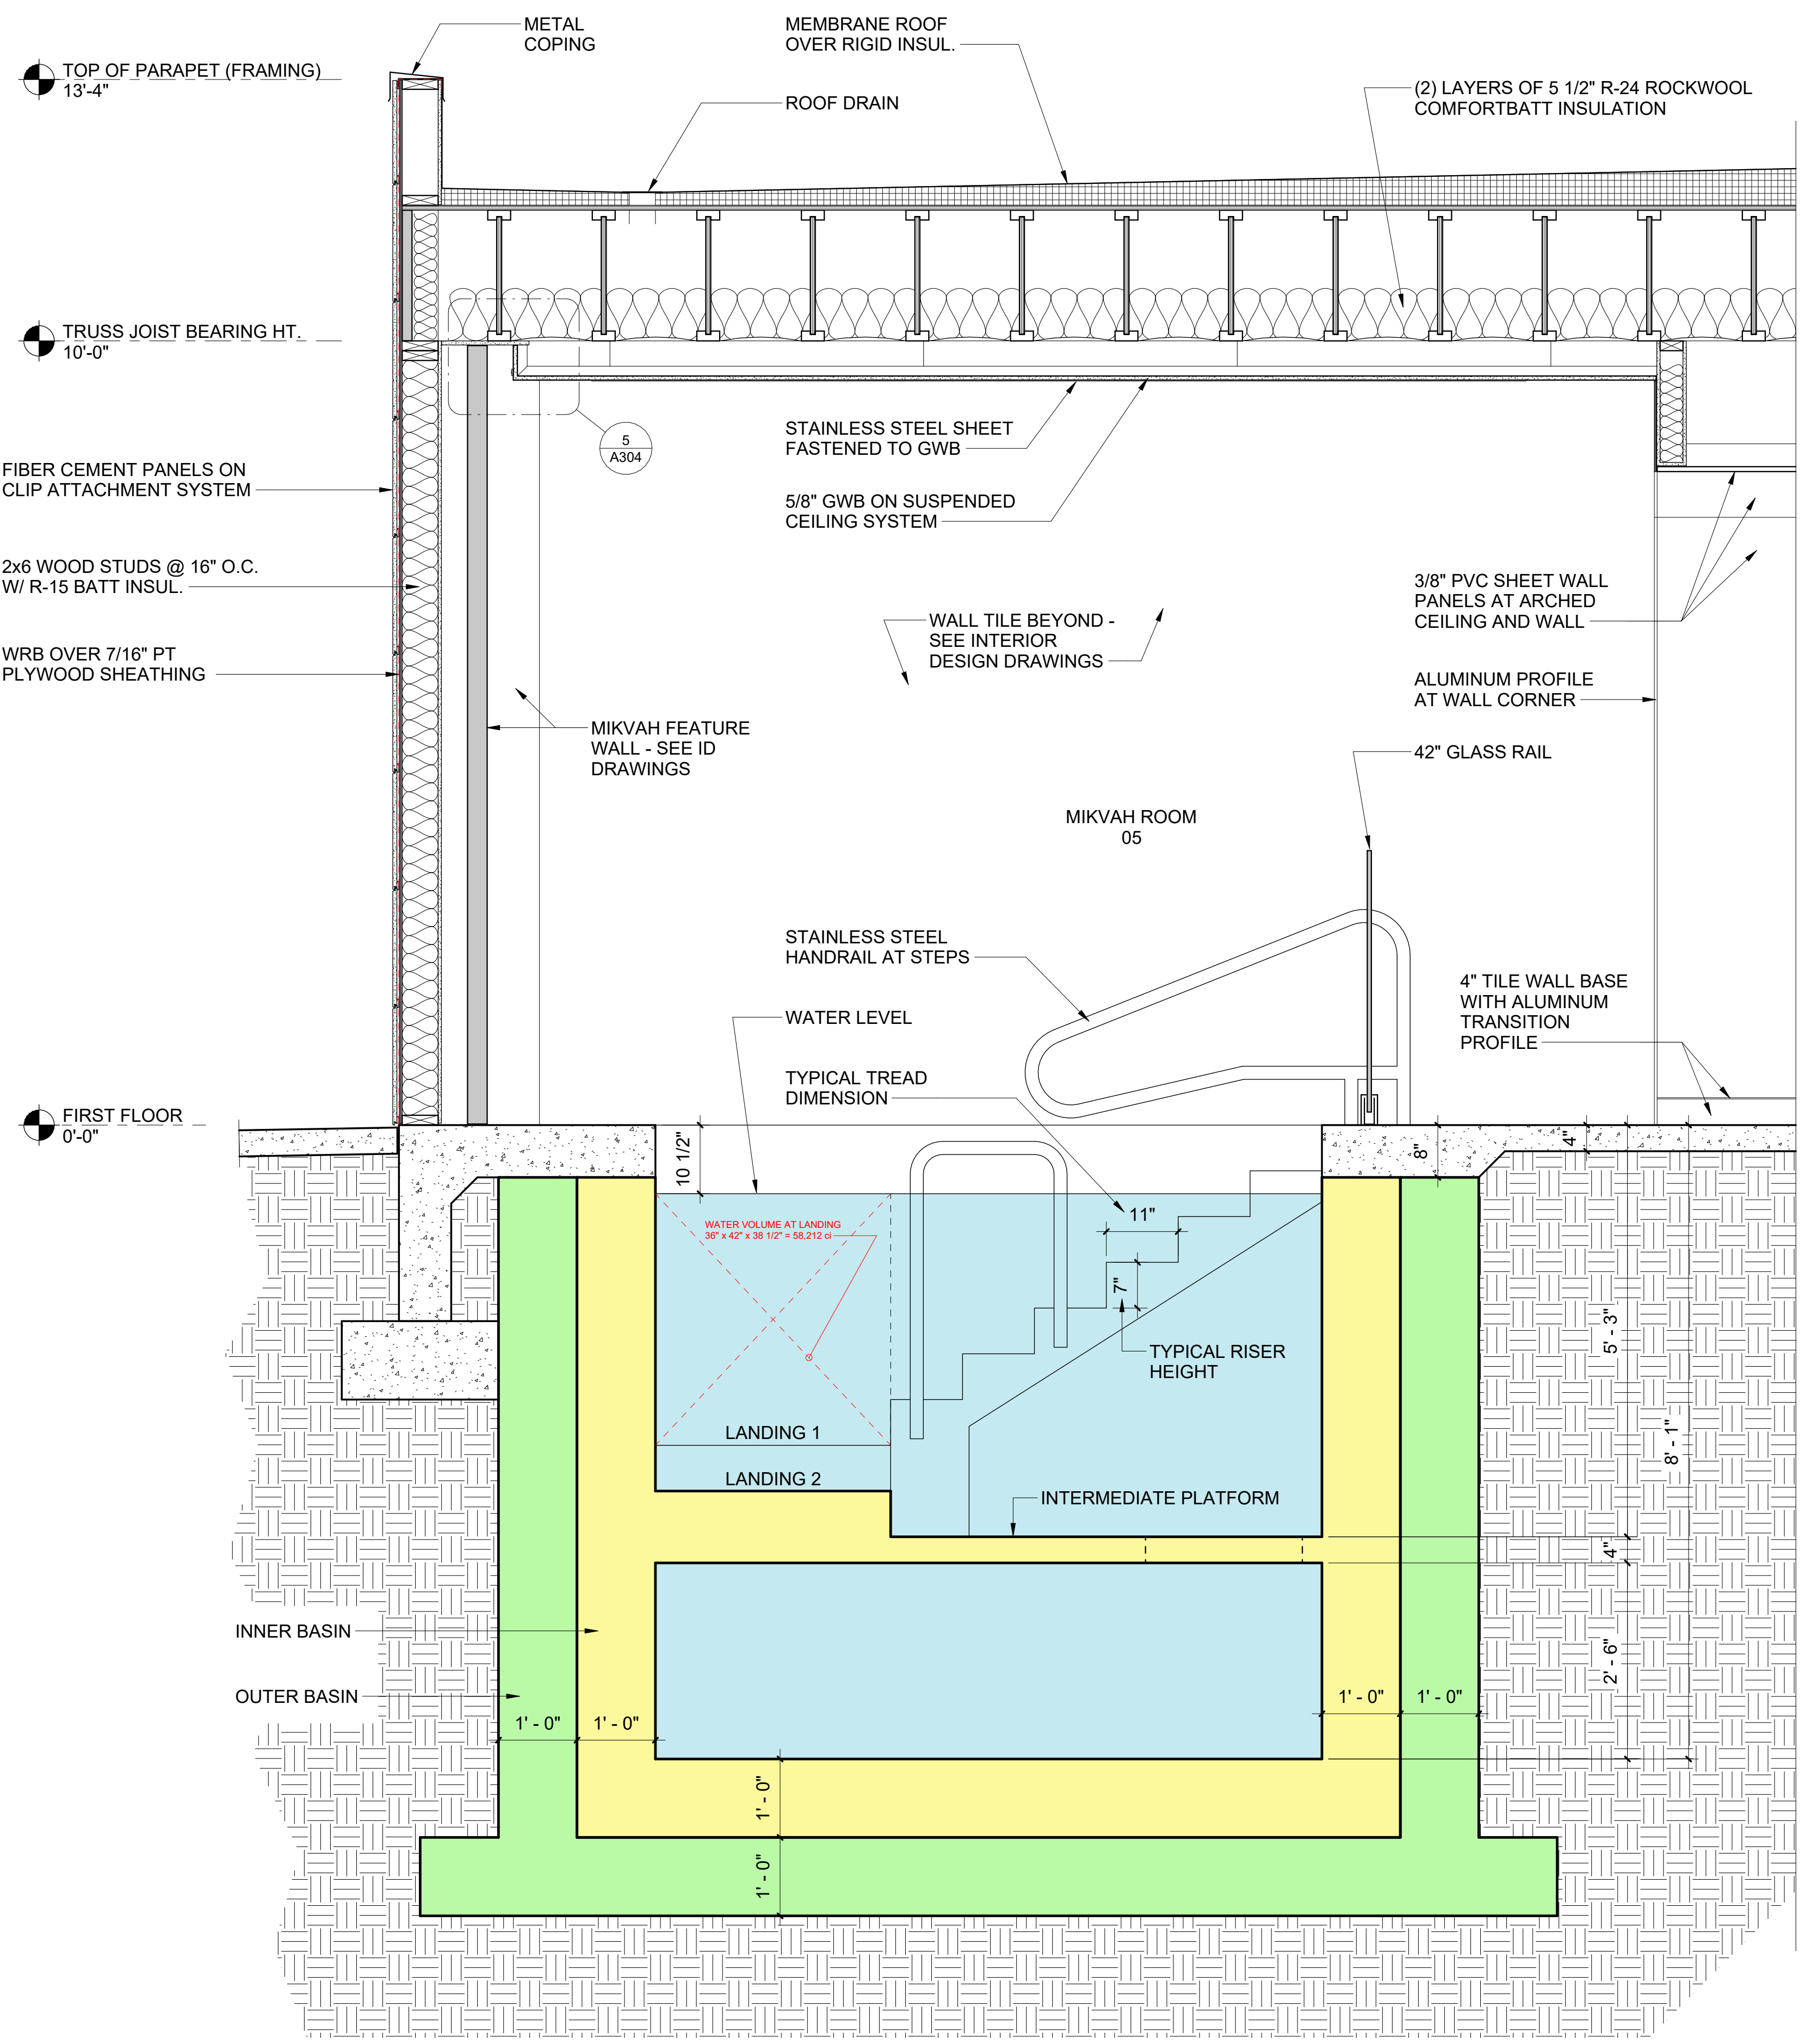 METAL
COPING
MEMBRANE ROOF
OVER RIGID INSUL.
TOP OF PARAPET (FRAMING)
13'-4"
ROOF DRAIN
(2) LAYERS OF 5 1/2" R-24 ROCKWOOL
COMFORTBATT INSULATION
TRUSS JOIST BEARING HT.
10'-0"
5
A304
STAINLESS STEEL SHEET
FASTENED TO GWB
5/8" GWB ON SUSPENDED
CEILING SYSTEM
FIBER CEMENT PANELS ON
CLIP ATTACHMENT SYSTEM
2x6 WOOD STUDS @ 16" O.C.
W/ R-15 BATT INSUL.
WRB OVER 7/16" PT
PLYWOOD SHEATHING
WALL TILE BEYOND -
SEE INTERIOR
DESIGN DRAWINGS
3/8" PVC SHEET WALL
PANELS AT ARCHED
CEILING AND WALL
ALUMINUM PROFILE
AT WALL CORNER
MIKVAH FEATURE
WALL - SEE ID
DRAWINGS
42" GLASS RAIL
MIKVAH ROOM
05
STAINLESS STEEL
HANDRAIL AT STEPS
WATER LEVEL
TYPICAL TREAD
DIMENSION
4" TILE WALL BASE
WITH ALUMINUM
TRANSITION
PROFILE
FIRST FLOOR
0'-0"
10 1/2"
8"
4"
WATER VOLUME AT LANDING
36" x 42" x 38 1/2" = 58,212 ci
11"
7"
TYPICAL RISER
HEIGHT
5' - 3"
8' - 1"
LANDING 1
LANDING 2
INTERMEDIATE PLATFORM
4"
2' - 6"
INNER BASIN
OUTER BASIN
1' - 0"
1' - 0"
1' - 0"
1' - 0"
1' - 0"
1' - 0"